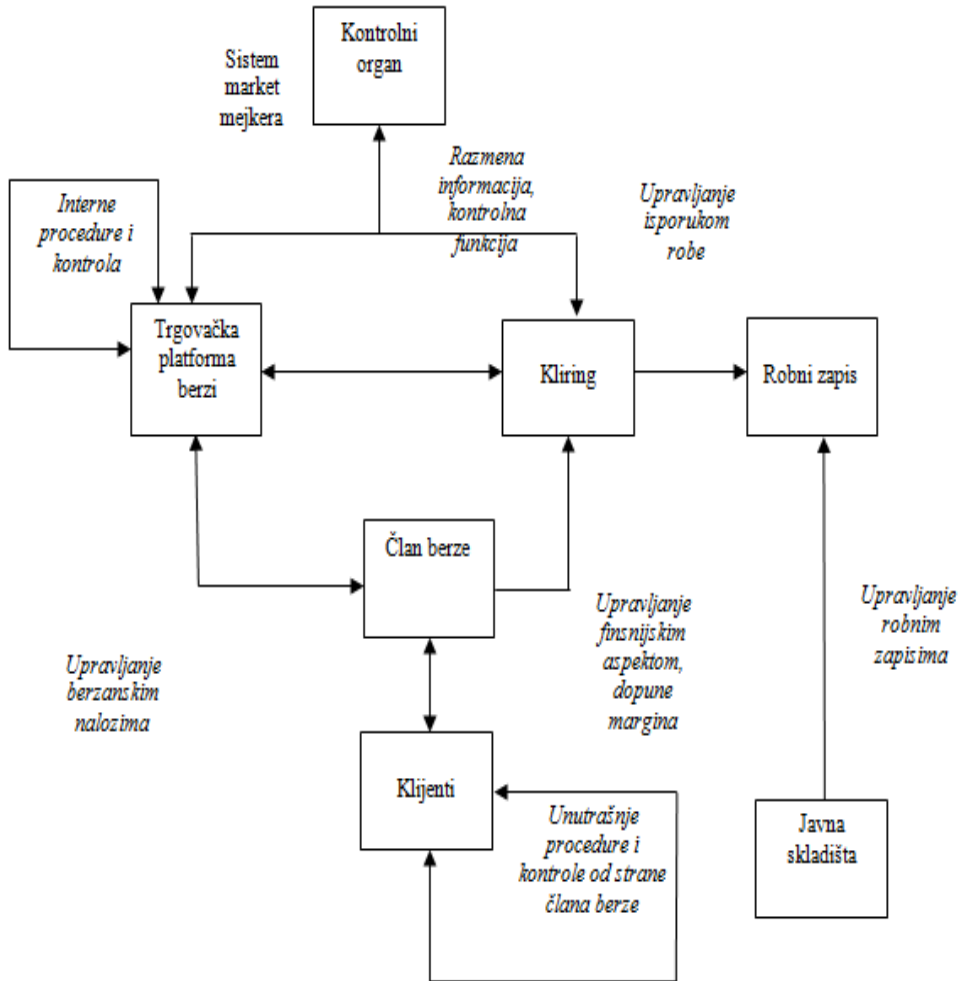 Kontrolni
organ
Sistem
market
mejkera
Razmena
informacija,
kontrolna
funkcija
Upravljanje
isporukom
robe
Interne
procedure i
kontrola
Trgovačka
platforma
berzi
Kliring
Robni zapis
Član berze
Upravljanje
finsnijskim
aspektom,
dopune
margina
Upravljanje
robnim
zapisima
Upravljanje
berzanskim
nalozima
Klijenti
Unutrašnje
procedure i
kontrole od strane
člana berze
Javna
skladišta